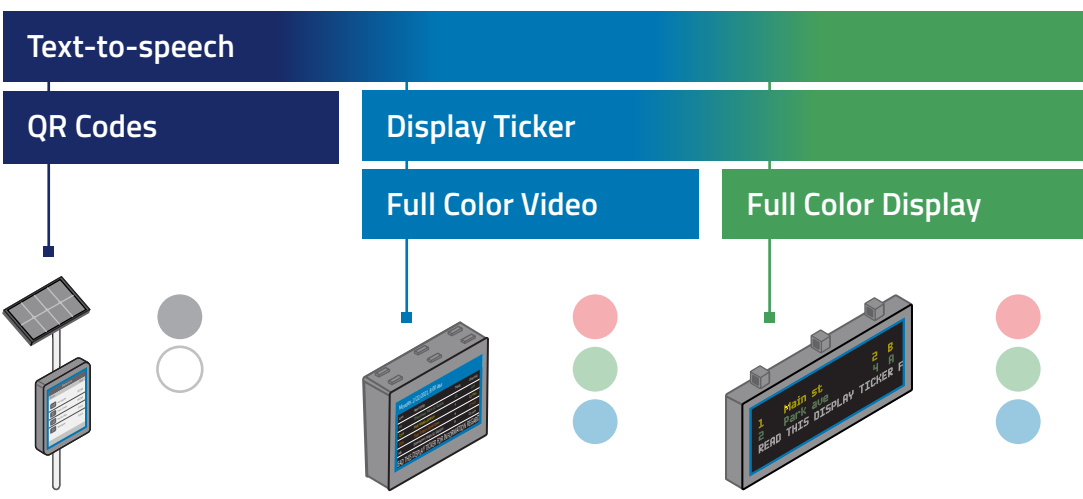 Text-to-speech
QR Codes
Display Ticker
Full Color Video
Full Color Display
1 Main st 2 B
2 Park ave 4 A
READ THIS DISPLAY TICKER F